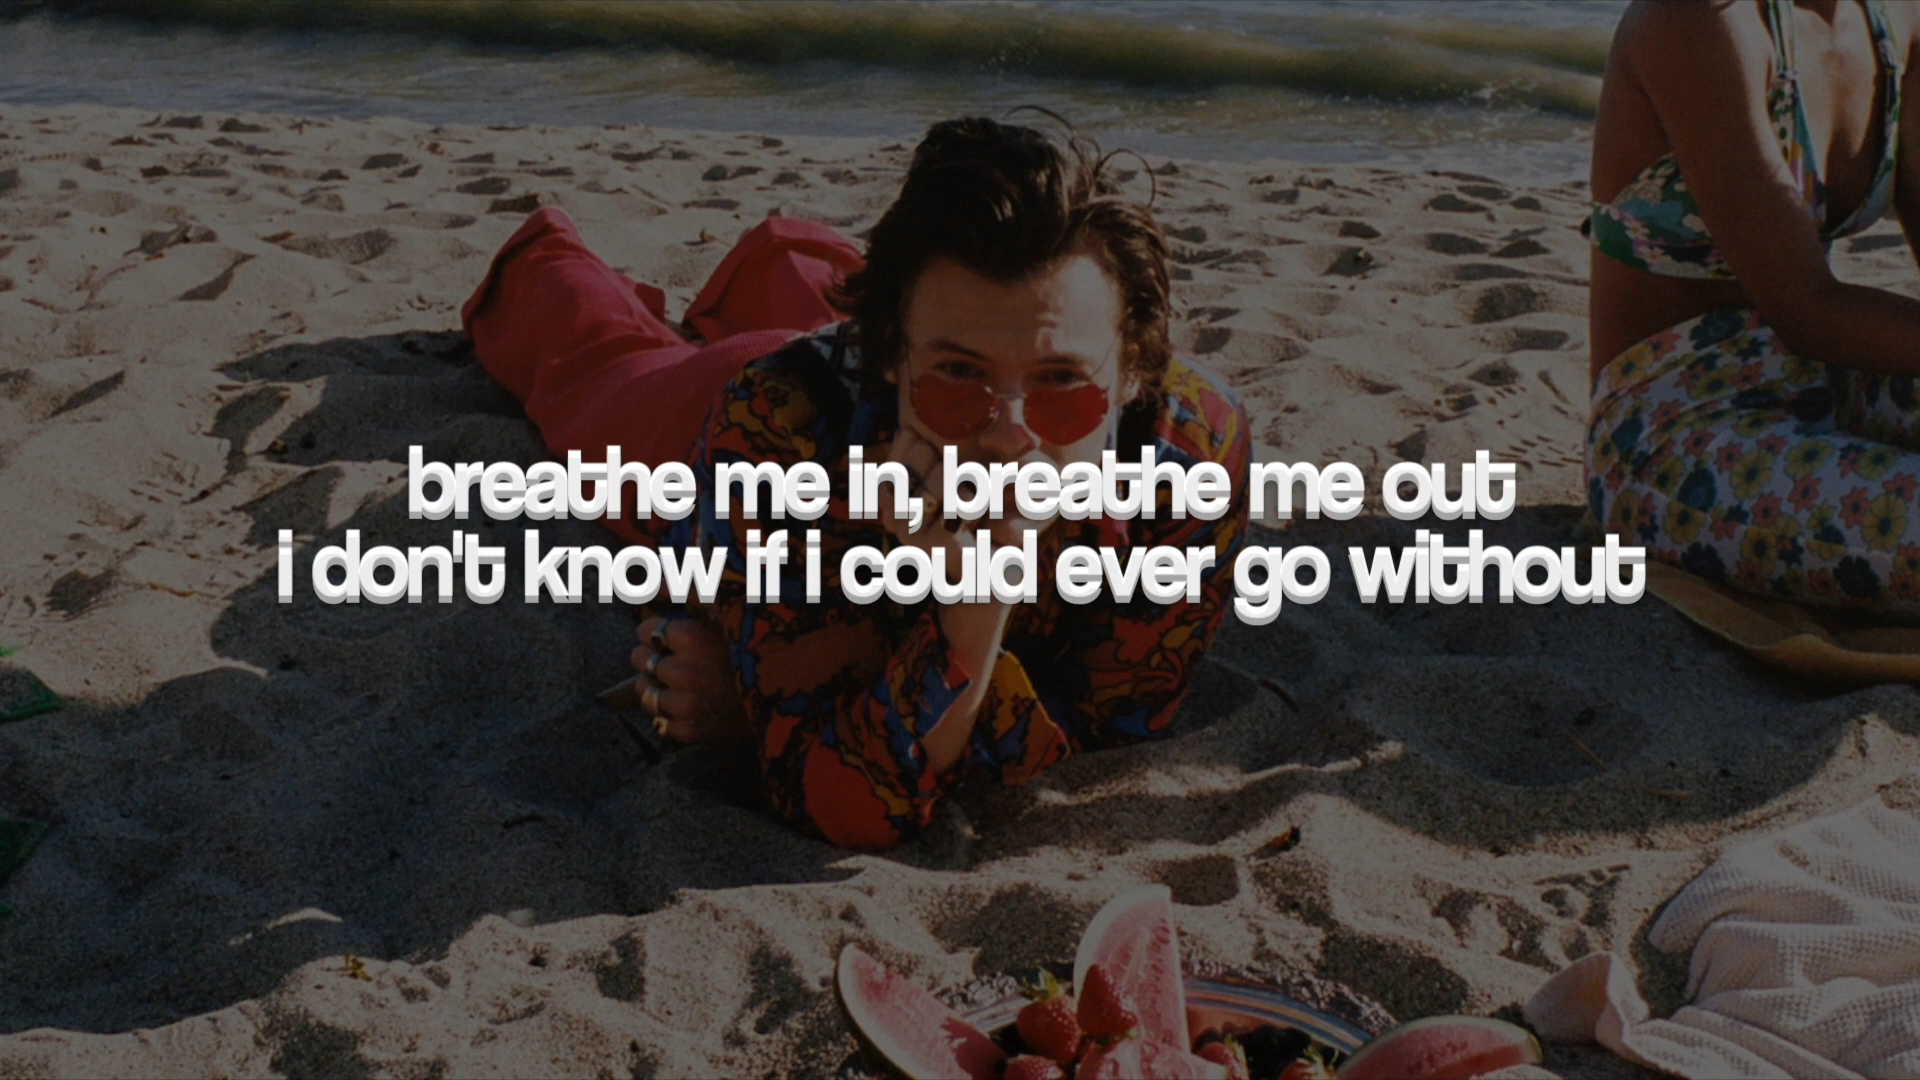 breathe me in, breathe me out
i don't know if i could ever go without